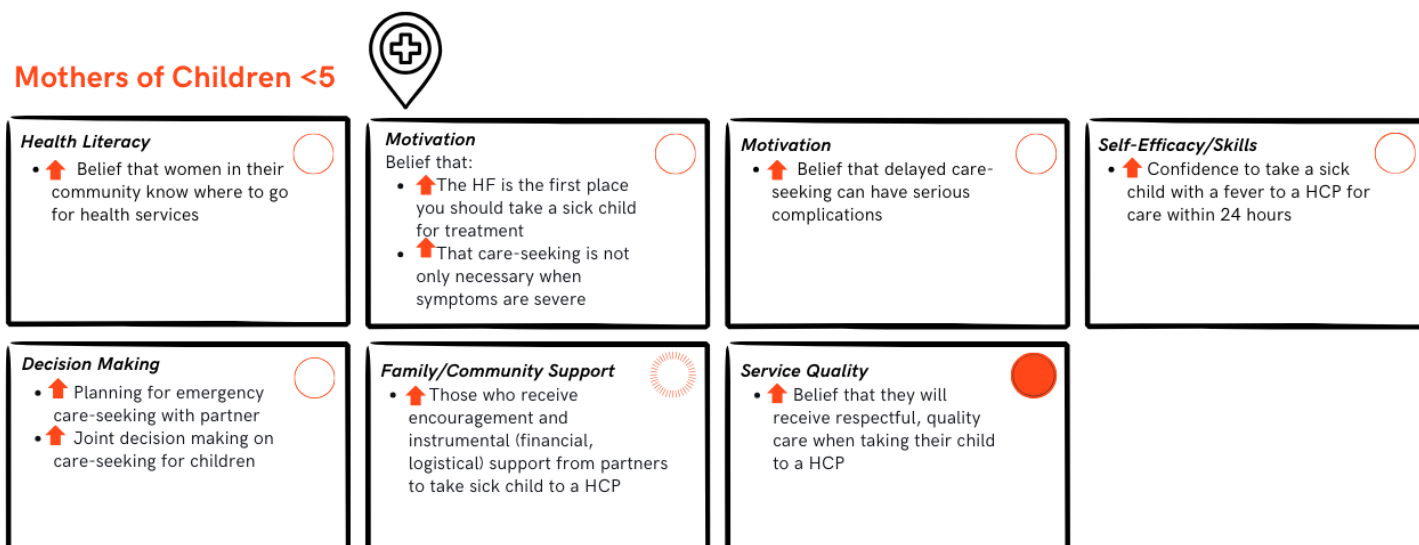 Mothers of Children <5
Health Literacy
• Belief that women in their
community know where to go
for health services
Motivation
Belief that:
• The HF is the first place
you should take a sick child
for treatment
• That care-seeking is not
only necessary when
symptoms are severe
Motivation
• Belief that delayed care-
seeking can have serious
complications
Self-Efficacy/Skills
• Confidence to take a sick
child with a fever to a HCP for
care within 24 hours
Decision Making
• Planning for emergency
care-seeking with partner
• Joint decision making on
care-seeking for children
Family/Community Support
• Those who receive
encouragement and
instrumental (financial,
logistical) support from partners
to take sick child to a HCP
Service Quality
• Belief that they will
receive respectful, quality
care when taking their child
to a HCP